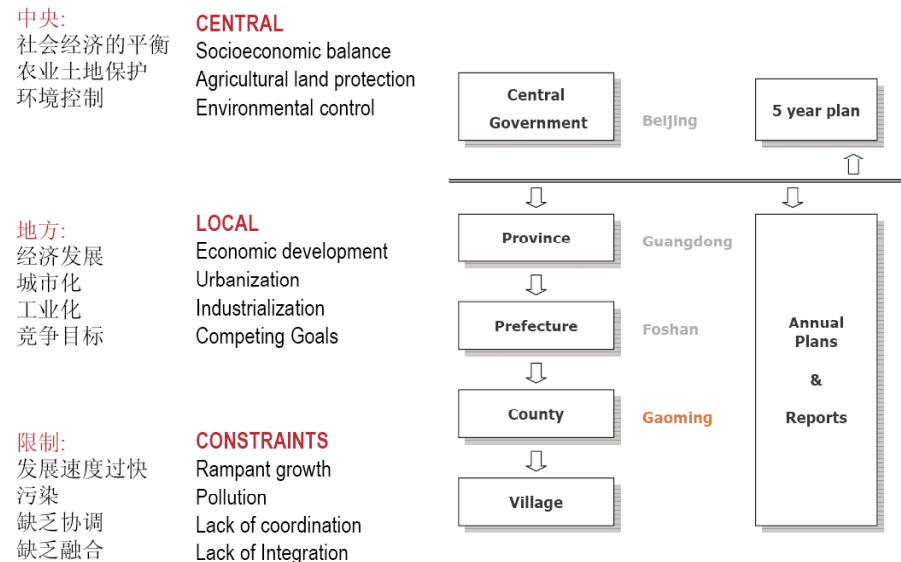 中央:
社会经济的平衡
农业土地保护
环境控制
CENTRAL
Socioeconomic balance
Agricultural land protection
Environmental control
地方:
经济发展
城市化
工业化
竞争目标
LOCAL
Economic development
Urbanization
Industrialization
Competing Goals
限制:
发展速度过快
污染
缺乏协调
缺乏融合
CONSTRAINTS
Rampant growth
Pollution
Lack of coordination
Lack of Integration
Central
Government
Beijing
5 year plan
Province
Guangdong
Prefecture
Foshan
County
Gaoming
Village
Annual
Plans
&
Reports